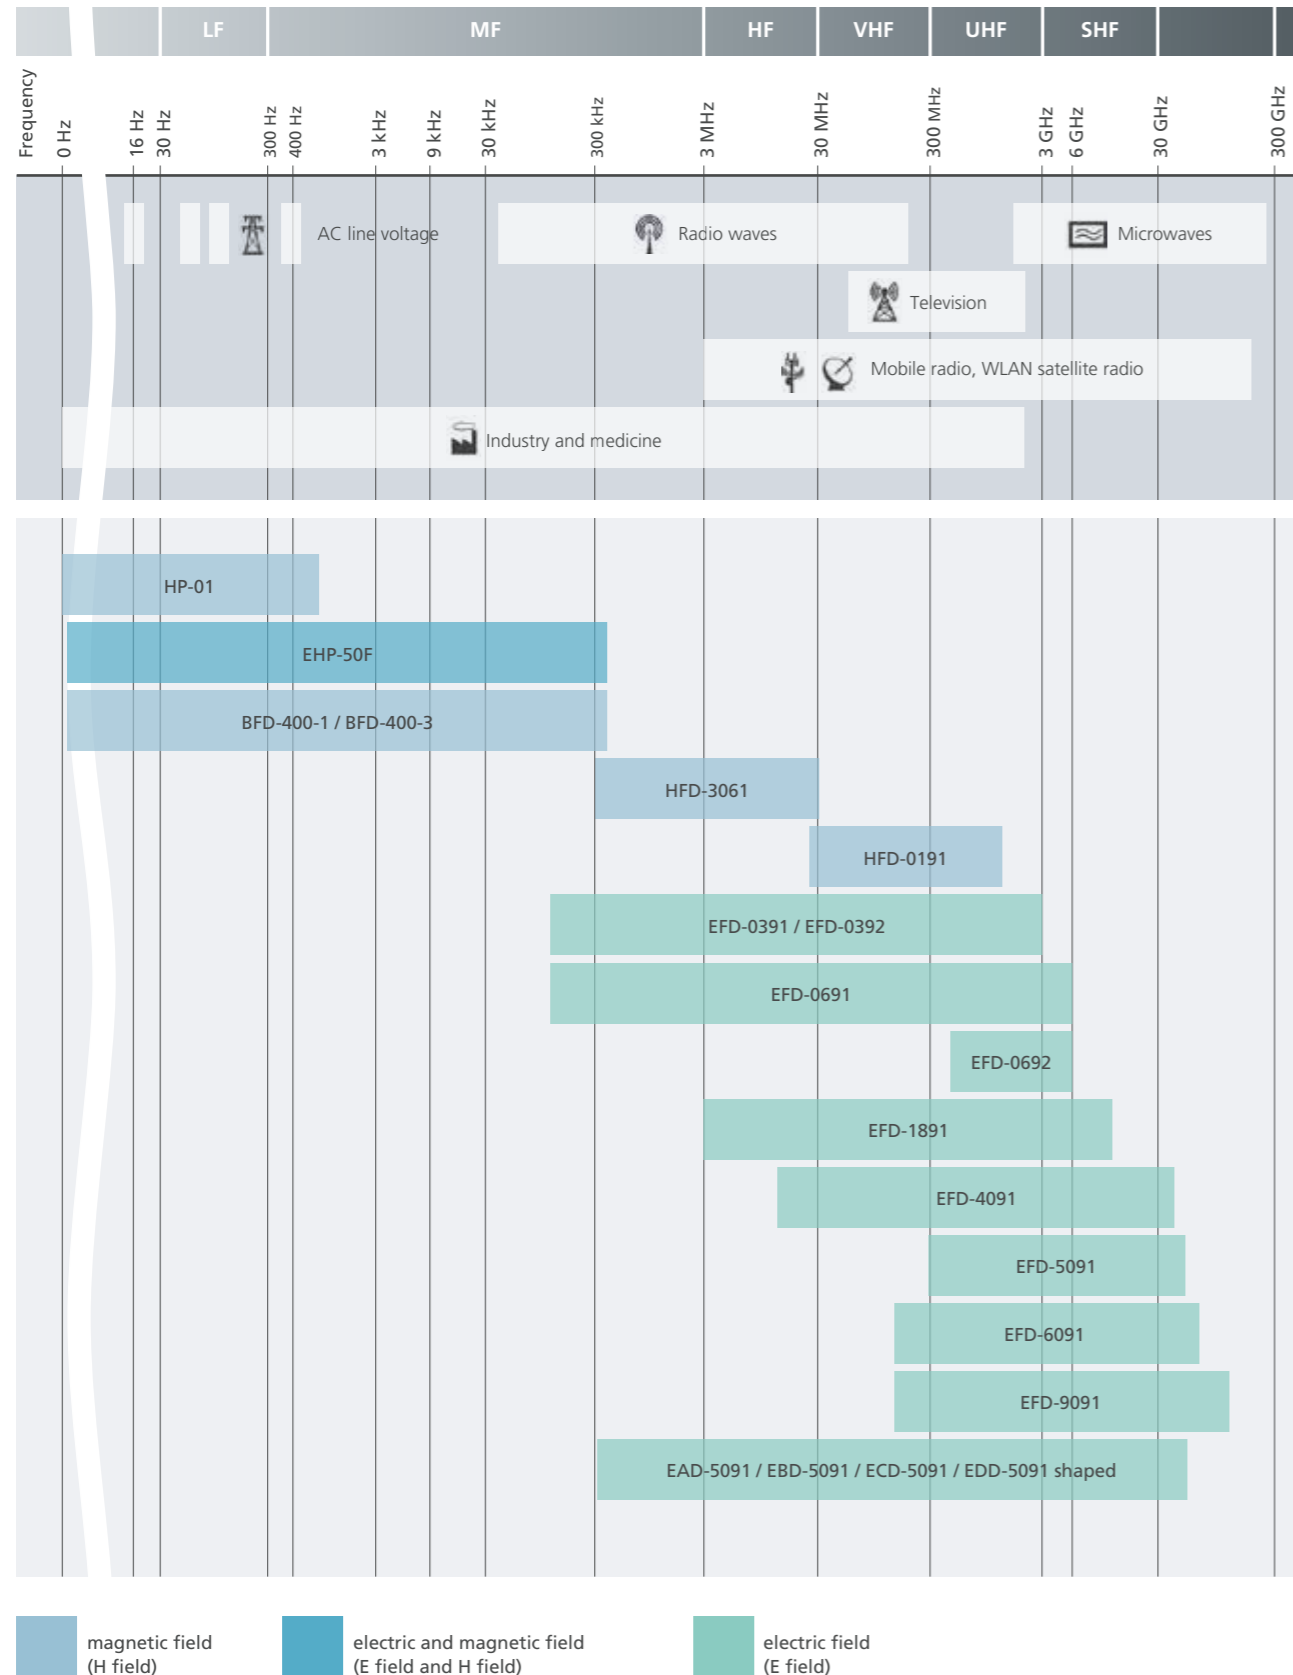 LF MF HF VHF UHF SHF
Frequency
0 Hz
16 Hz
30 Hz
300 Hz
400 Hz
3 kHz
9 kHz
30 kHz
300 kHz
3 MHz
30 MHz
300 MHz
3 GHz
6 GHz
30 GHz
300 GHz
AC line voltage
Radio waves
Microwaves
Television
Mobile radio, WLAN satellite radio
Industry and medicine
HP-01
EHP-50F
BFD-400-1 / BFD-400-3
HFD-3061
HFD-0191
EFD-0391 / EFD-0392
EFD-0691
EFD-0692
EFD-1891
EFD-4091
EFD-5091
EFD-6091
EFD-9091
EAD-5091 / EBD-5091 / ECD-5091 / EDD-5091 shaped
magnetic field
(H field)
electric and magnetic field
(E field and H field)
electric field
(E field)